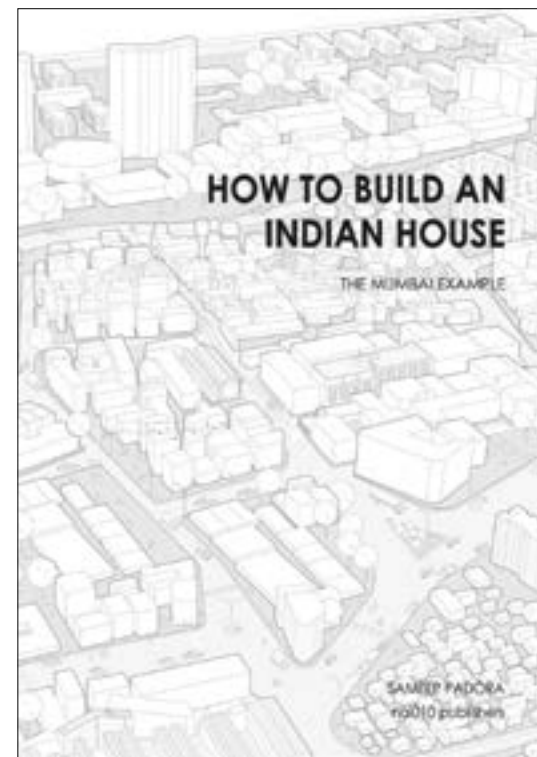 HOW TO BUILD AN
INDIAN HOUSE
THE MUMBAI EXAMPLE
SAMEEP PADORA
nai010 publishers